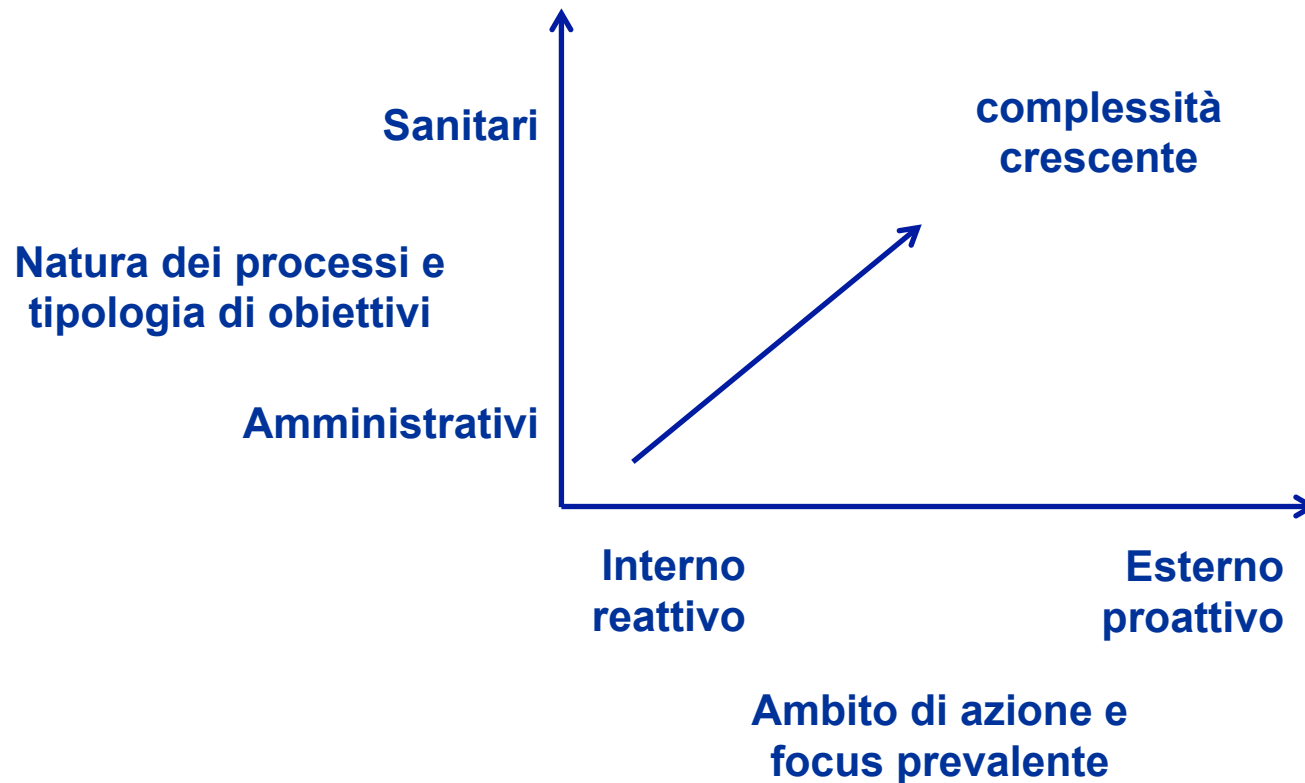 Sanitari
complessità
crescente
Natura dei processi e
tipologia di obiettivi
Amministrativi
Interno
reattivo
Esterno
proattivo
Ambito di azione e
focus prevalente